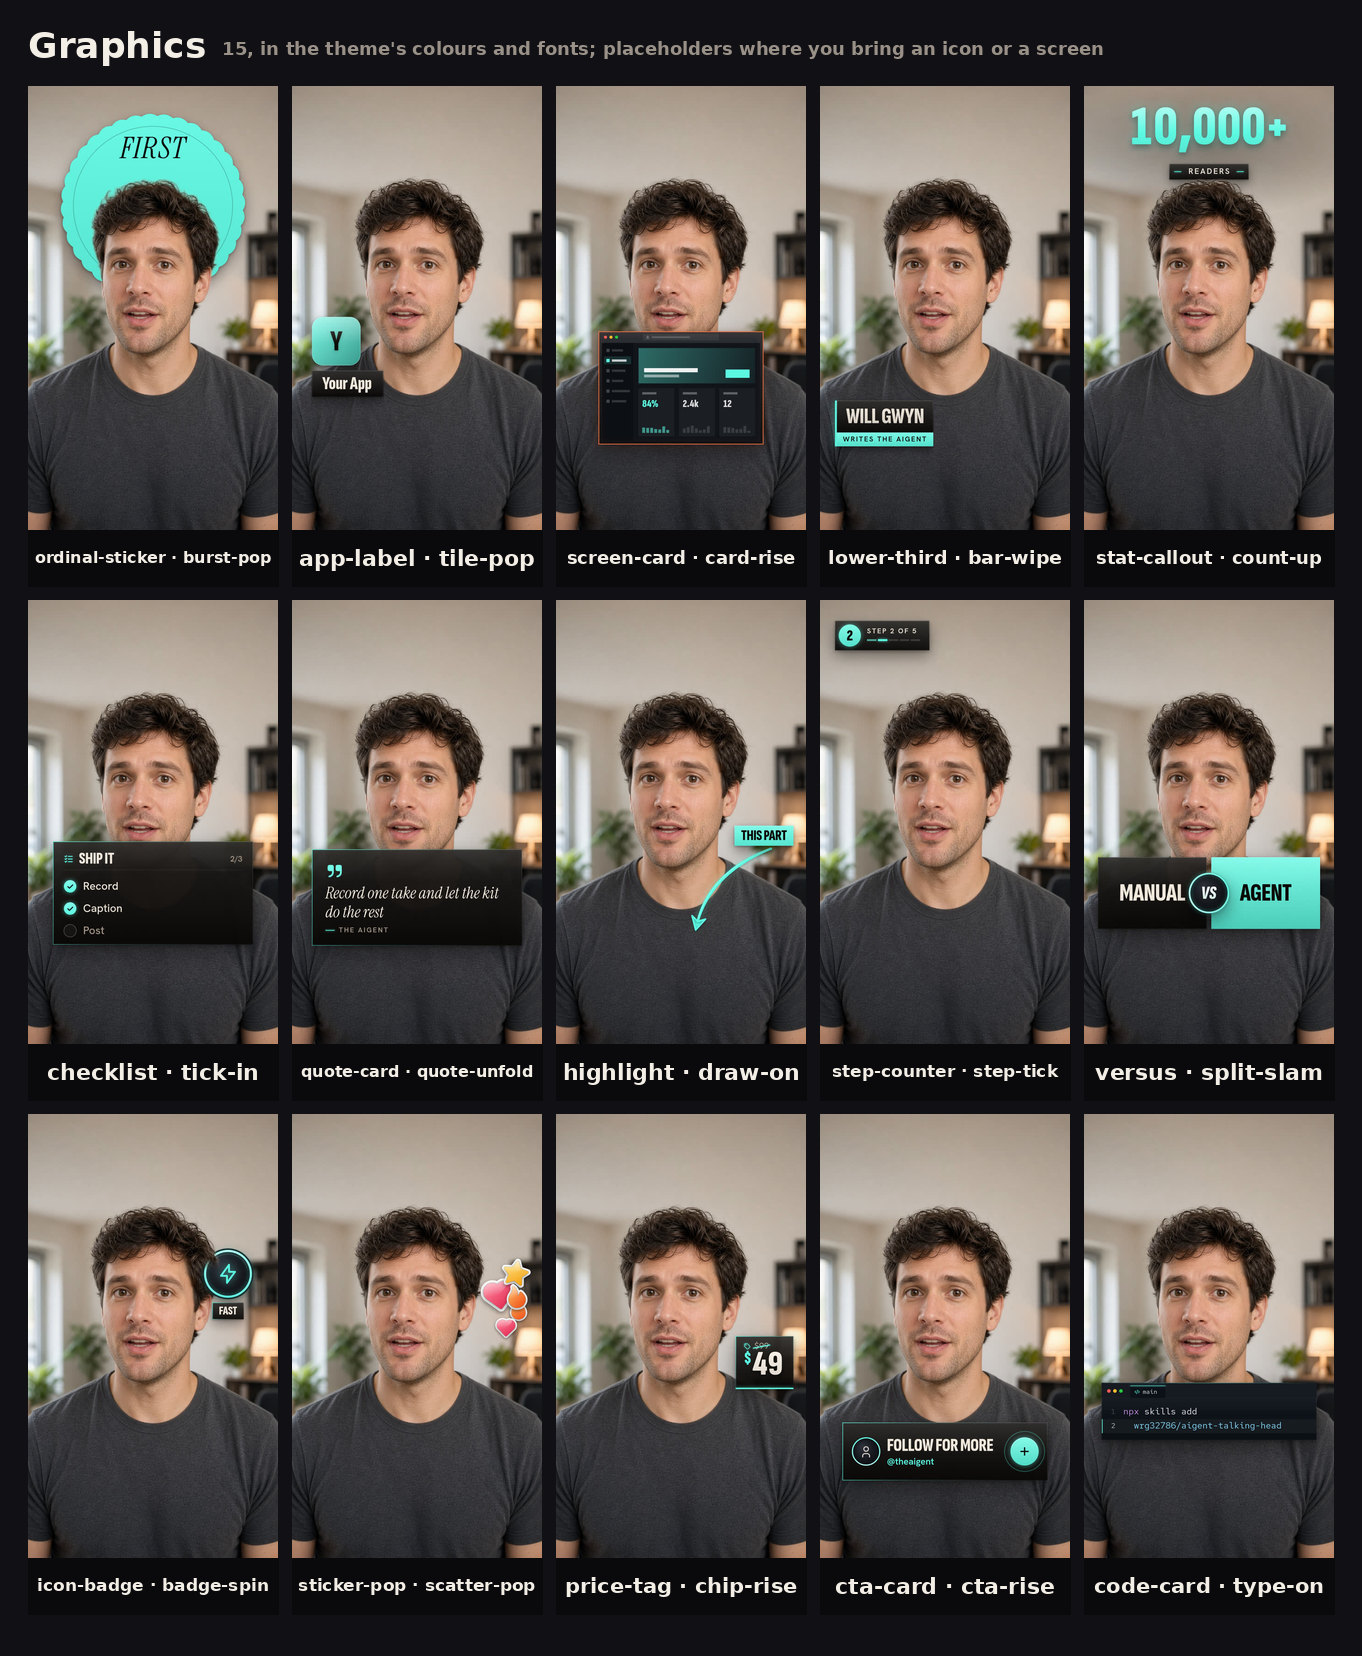 Graphics 15, in the theme's colours and fonts; placeholders where you bring an icon or a screen
FIRST
Y
Your App
84% 2.4k 12
WILL GWYN
WRITES THE AIGENT
10,000+
READERS
ordinal-sticker · burst-pop
app-label · tile-pop
screen-card · card-rise
lower-third · bar-wipe
stat-callout · count-up
SHIP IT 2/3
Record
Caption
Post
Record one take and let the kit
do the rest
THE AIGENT
THIS PART
2 STEP 2 OF 5
MANUAL VS AGENT
checklist · tick-in
quote-card · quote-unfold
highlight · draw-on
step-counter · step-tick
versus · split-slam
FAST
$49
FOLLOW FOR MORE
@theaigent
+
main
1 npx skills add
2 wrg32786/aigent-talking-head
icon-badge · badge-spin
sticker-pop · scatter-pop
price-tag · chip-rise
cta-card · cta-rise
code-card · type-on